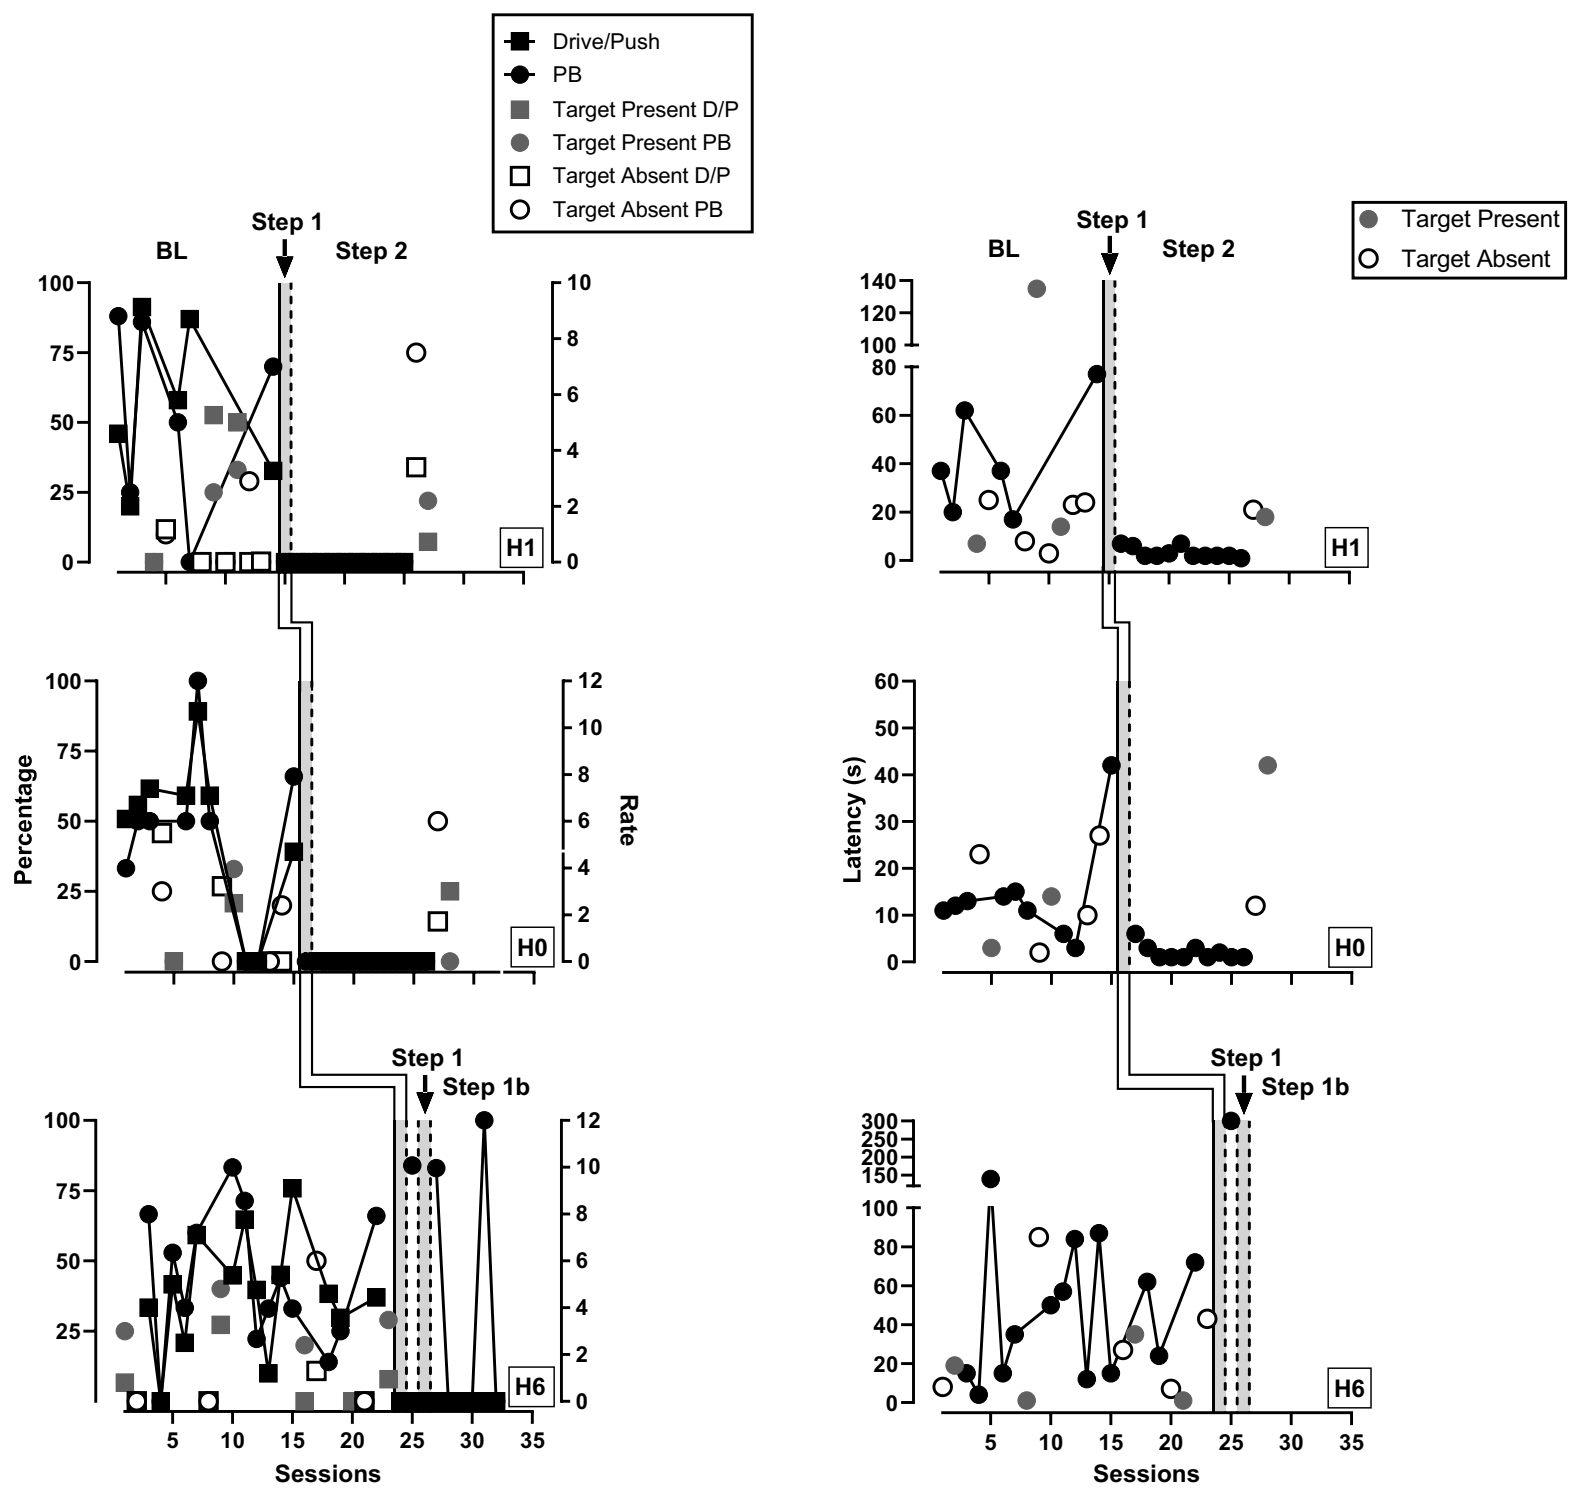 Drive/Push
PB
Target Present D/P
Target Present PB
Target Absent D/P
Target Absent PB
Target Present
Target Absent
BL
Step 1
Step 2
100
75
50
25
0
10
8
6
4
2
0
H1
BL
Step 1
Step 2
140
120
100
80
60
40
20
0
H1
Percentage
100
75
50
25
0
12
10
8
6
4
2
0
Rate
H0
Latency (s)
60
50
40
30
20
10
0
H0
Step 1
Step 1b
100
75
50
25
12
10
8
6
4
2
0
H6
5 10 15 20 25 30 35
Sessions
Step 1
Step 1b
300
250
200
150
100
80
60
40
20
0
H6
5 10 15 20 25 30 35
Sessions